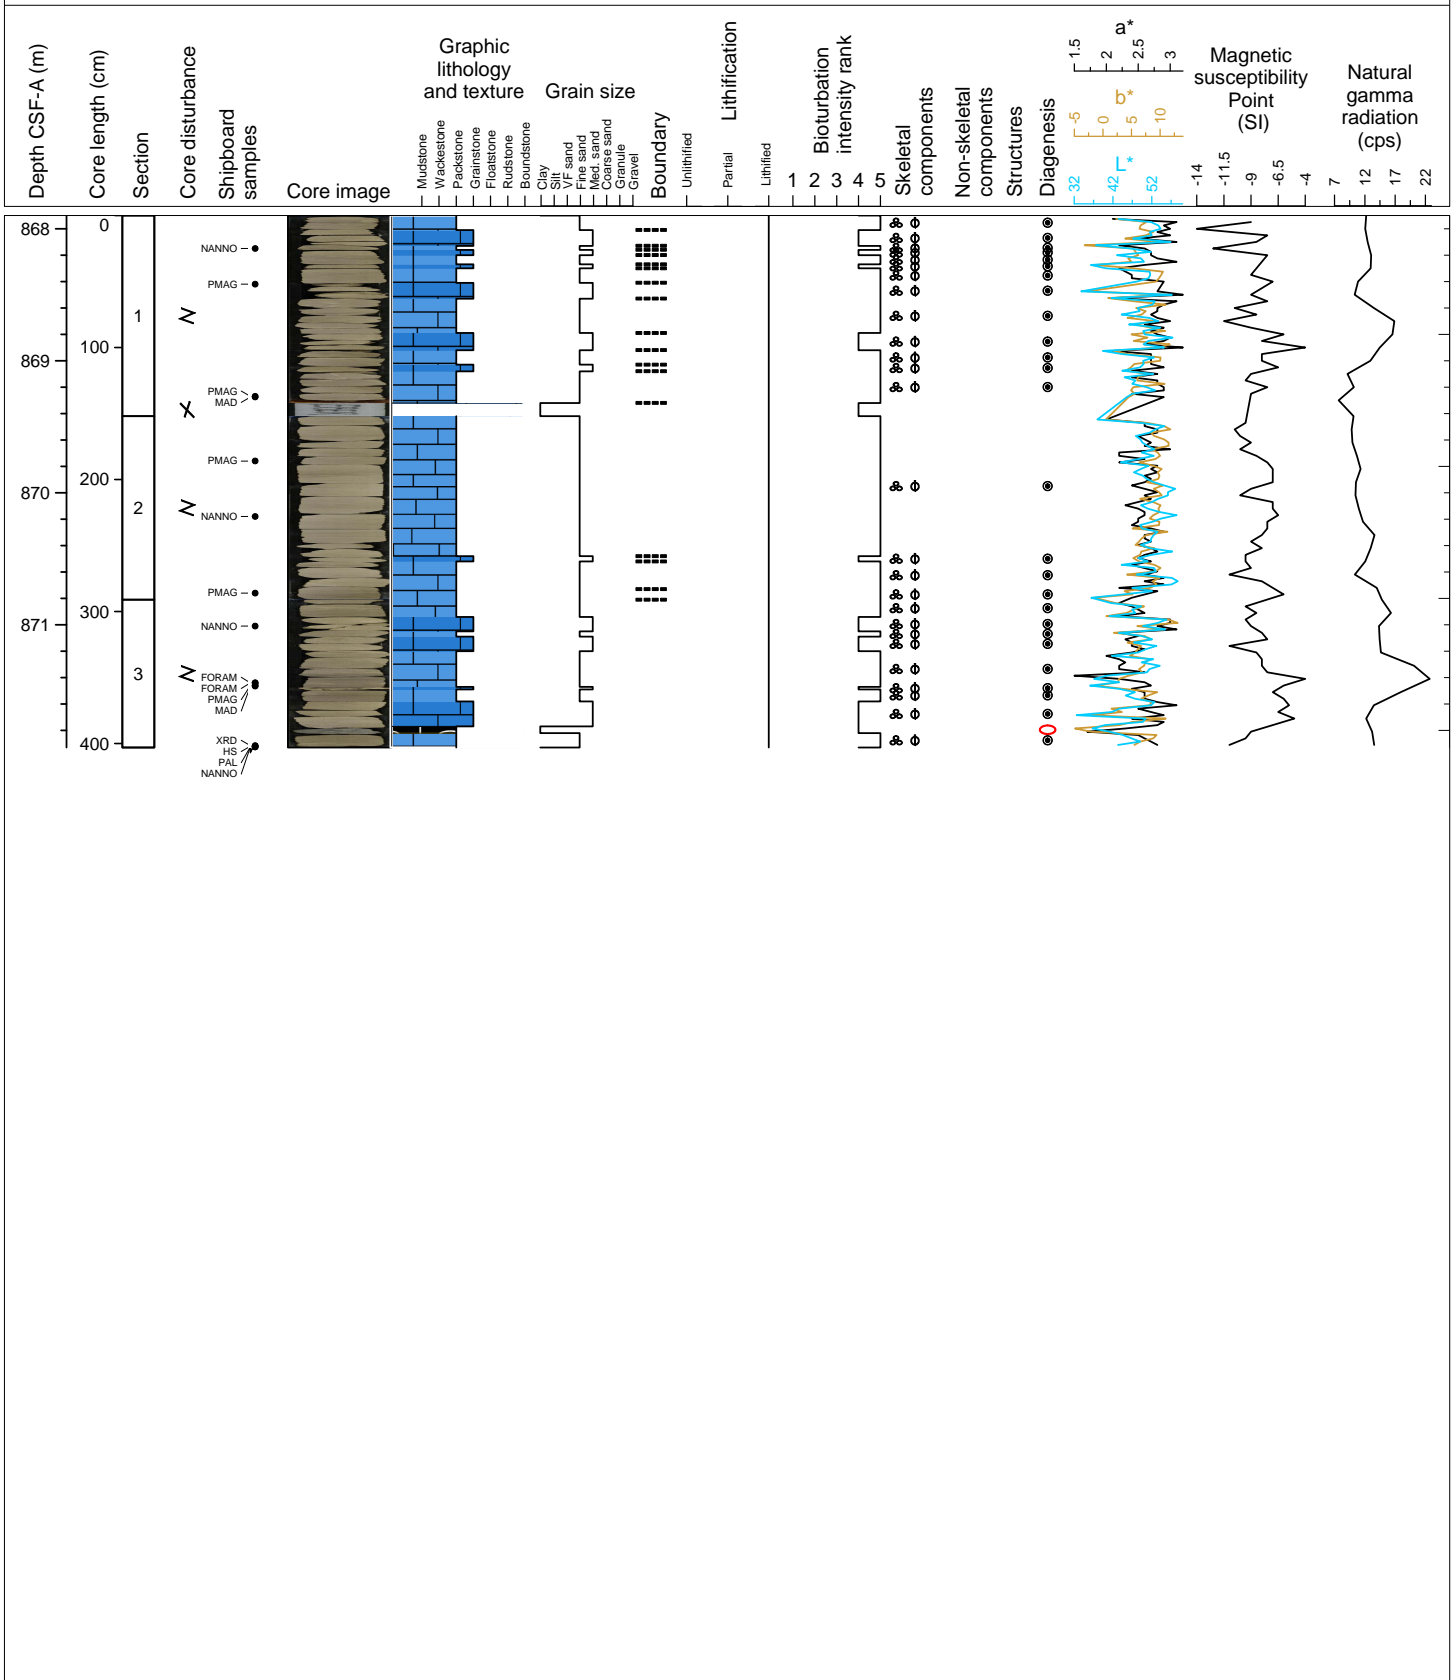 Depth CSF-A (m)
Core length (cm)
Section
Core disturbance
Shipboard
samples
Core image
Graphic
lithology
and texture
Mudstone
Wackestone
Packstone
Grainstone
Floatstone
Rudstone
Boundstone
Grain size
Clay
Silt
VF sand
Fine sand
Med. sand
Coarse sand
Granule
Gravel
Boundary
Lithification
Unlithified
Partial
Lithified
Bioturbation
intensity rank
1 2 3 4 5
Skeletal
components
Non-skeletal
components
Structures
Diagenesis
a*
1.5 2 2.5 3
b*
-5 0 5 10
L*
32 42 52
Magnetic
susceptibility
Point
(SI)
-14 -11.5 -9 -6.5 -4
Natural
gamma
radiation
(cps)
7 12 17 22
868
869
870
871
0
100
200
300
400
1
2
3
NANNO
PMAG
PMAG
MAD
PMAG
NANNO
PMAG
NANNO
FORAM
FORAM
PMAG
MAD
XRD
HS
PAL
NANNO